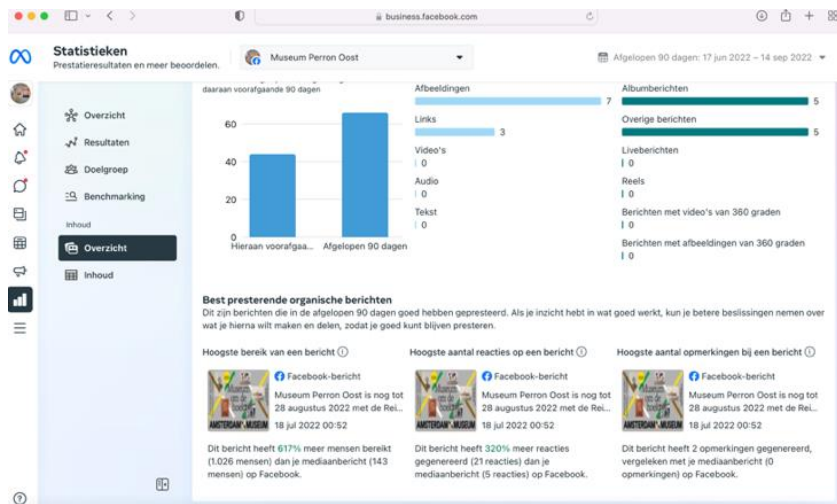 business.facebook.com
Statistieken
Prestatieresultaten en meer beoordelen.
Museum Perron Oost
Afgelopen 90 dagen: 17 jun 2022 – 14 sep 2022
Overzicht
Resultaten
Doelgroep
Benchmarking
Inhoud
Overzicht
Inhoud
daaraan voorafgaande 90 dagen
60
40
20
0
Hieraan voorafgaa...
Afgelopen 90 dagen
Afbeeldingen
7
Links
3
Video's
0
Audio
0
Tekst
0
Albumberichten
5
Overige berichten
5
Liveberichten
0
Reels
0
Berichten met video's van 360 graden
0
Berichten met afbeeldingen van 360 graden
0
Best presterende organische berichten
Dit zijn berichten die in de afgelopen 90 dagen goed hebben gepresteerd. Als je inzicht hebt in wat goed werkt, kun je betere beslissingen nemen over
wat je hierna wilt maken en delen, zodat je goed kunt blijven presteren.
Hoogste bereik van een bericht
Facebook-bericht
Museum Perron Oost is nog tot
28 augustus 2022 met de Rei...
18 jul 2022 00:52
AMSTERDAM MUSEUM
Dit bericht heeft 617% meer mensen bereikt
(1.026 mensen) dan je mediaanbericht (143
mensen) op Facebook.
Hoogste aantal reacties op een bericht
Facebook-bericht
Museum Perron Oost is nog tot
28 augustus 2022 met de Rei...
18 jul 2022 00:52
AMSTERDAM MUSEUM
Dit bericht heeft 320% meer reacties
gegenereerd (21 reacties) dan je
mediaanbericht (5 reacties) op Facebook.
Hoogste aantal opmerkingen bij een bericht
Facebook-bericht
Museum Perron Oost is nog tot
28 augustus 2022 met de Rei...
18 jul 2022 00:52
AMSTERDAM MUSEUM
Dit bericht heeft 2 opmerkingen gegenereerd,
vergeleken met je mediaanbericht (0
opmerkingen) op Facebook.